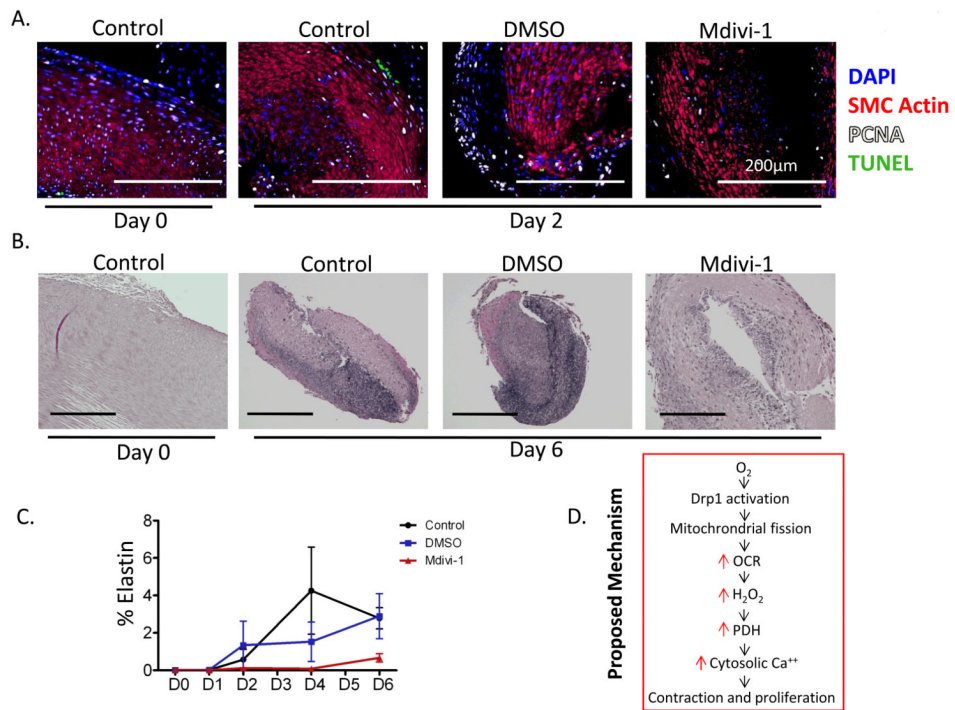 A.
Control
Control
DMSO
Mdivi-1
DAPI
SMC Actin
PCNA
TUNEL
200μm
Day 0
Day 2
B.
Control
Control
DMSO
Mdivi-1
Day 0
Day 6
C.
% Elastin
8
6
4
2
0
D0 D1 D2 D3 D4 D5 D6
Control
DMSO
Mdivi-1
D.
Proposed Mechanism
O₂
↓
Drp1 activation
↓
Mitochrondrial fission
↓
↑ OCR
↓
↑ H₂O₂
↓
↑ PDH
↓
↑ Cytosolic Ca⁺⁺
↓
Contraction and proliferation